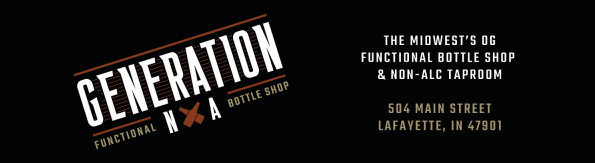 GENERATION
FUNCTIONAL NA BOTTLE SHOP
THE MIDWEST'S OG
FUNCTIONAL BOTTLE SHOP
& NON-ALC TAPROOM
504 MAIN STREET
LAFAYETTE, IN 47901